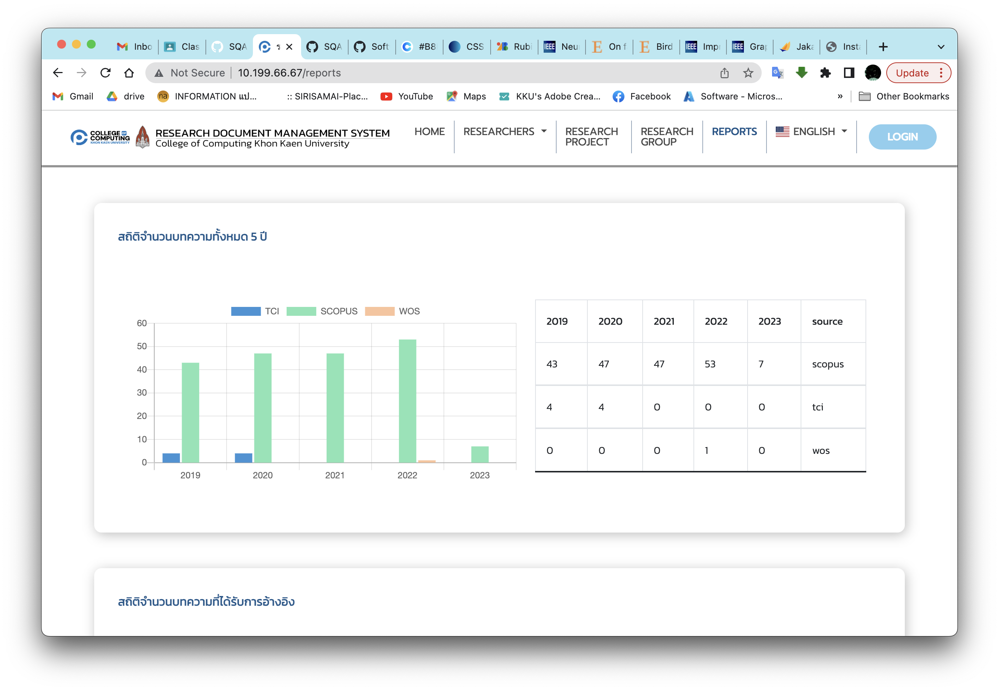 Inbo Clas SQA ร SQA Soft #B8 CSS Rubi Neu On f Bird Imp Gra Jaka Inst
Not Secure 10.199.66.67/reports Update
Gmail drive INFORMATION แป... :: SIRISAMAI-Plac... YouTube Maps KKU's Adobe Crea... Facebook Software - Micros... » Other Bookmarks
COLLEGE OF
COMPUTING
KHON KAEN UNIVERSITY
RESEARCH DOCUMENT MANAGEMENT SYSTEM
College of Computing Khon Kaen University
HOME
RESEARCHERS
RESEARCH
PROJECT
RESEARCH
GROUP
REPORTS
ENGLISH
LOGIN
สถิติจำนวนบทความทั้งหมด 5 ปี
TCI SCOPUS WOS
60
50
40
30
20
10
0
2019 2020 2021 2022 2023
2019 2020 2021 2022 2023 source
43 47 47 53 7 scopus
4 4 0 0 0 tci
0 0 0 1 0 wos
สถิติจำนวนบทความที่ได้รับการอ้างอิง